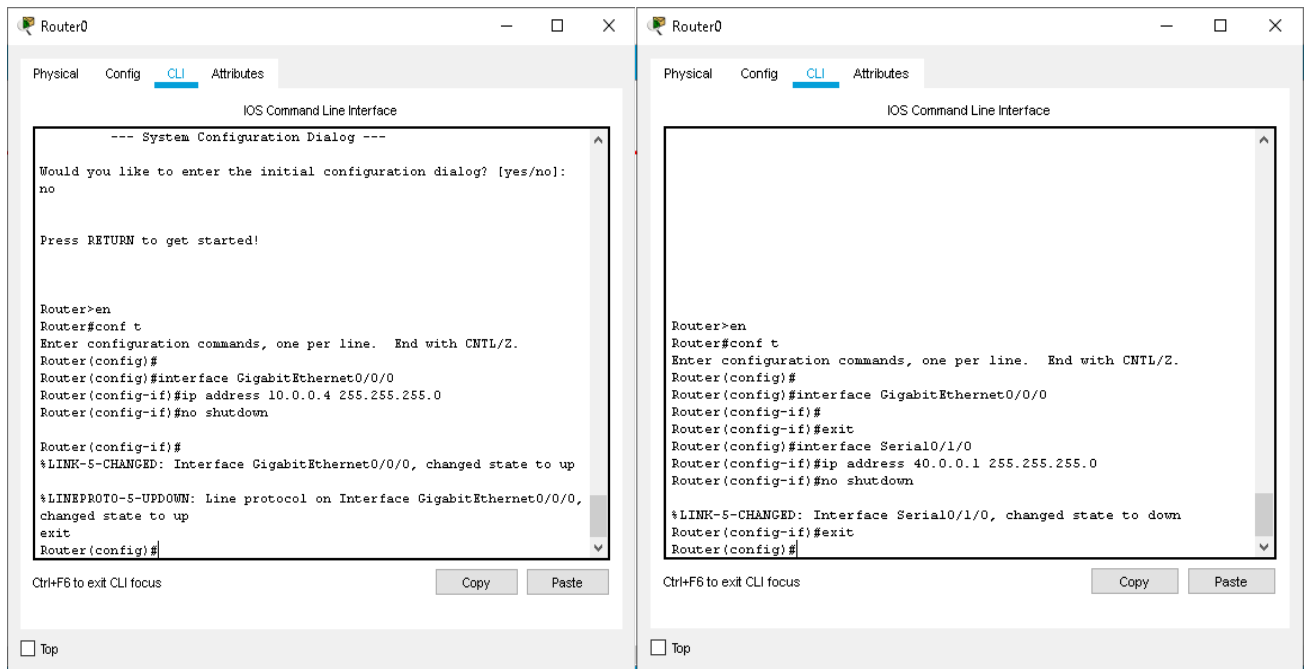 Router0
Physical Config CLI Attributes
IOS Command Line Interface
--- System Configuration Dialog ---
Would you like to enter the initial configuration dialog? [yes/no]:
no
Press RETURN to get started!
Router>en
Router#conf t
Enter configuration commands, one per line.  End with CNTL/Z.
Router(config)#
Router(config)#interface GigabitEthernet0/0/0
Router(config-if)#ip address 10.0.0.4 255.255.255.0
Router(config-if)#no shutdown
Router(config-if)#
%LINK-5-CHANGED: Interface GigabitEthernet0/0/0, changed state to up
%LINEPROTO-5-UPDOWN: Line protocol on Interface GigabitEthernet0/0/0,
changed state to up
exit
Router(config)#
Ctrl+F6 to exit CLI focus
Copy Paste
Top
Router0
Physical Config CLI Attributes
IOS Command Line Interface
Router>en
Router#conf t
Enter configuration commands, one per line.  End with CNTL/Z.
Router(config)#
Router(config)#interface GigabitEthernet0/0/0
Router(config-if)#
Router(config-if)#exit
Router(config)#interface Serial0/1/0
Router(config-if)#ip address 40.0.0.1 255.255.255.0
Router(config-if)#no shutdown
%LINK-5-CHANGED: Interface Serial0/1/0, changed state to down
Router(config-if)#exit
Router(config)#
Ctrl+F6 to exit CLI focus
Copy Paste
Top